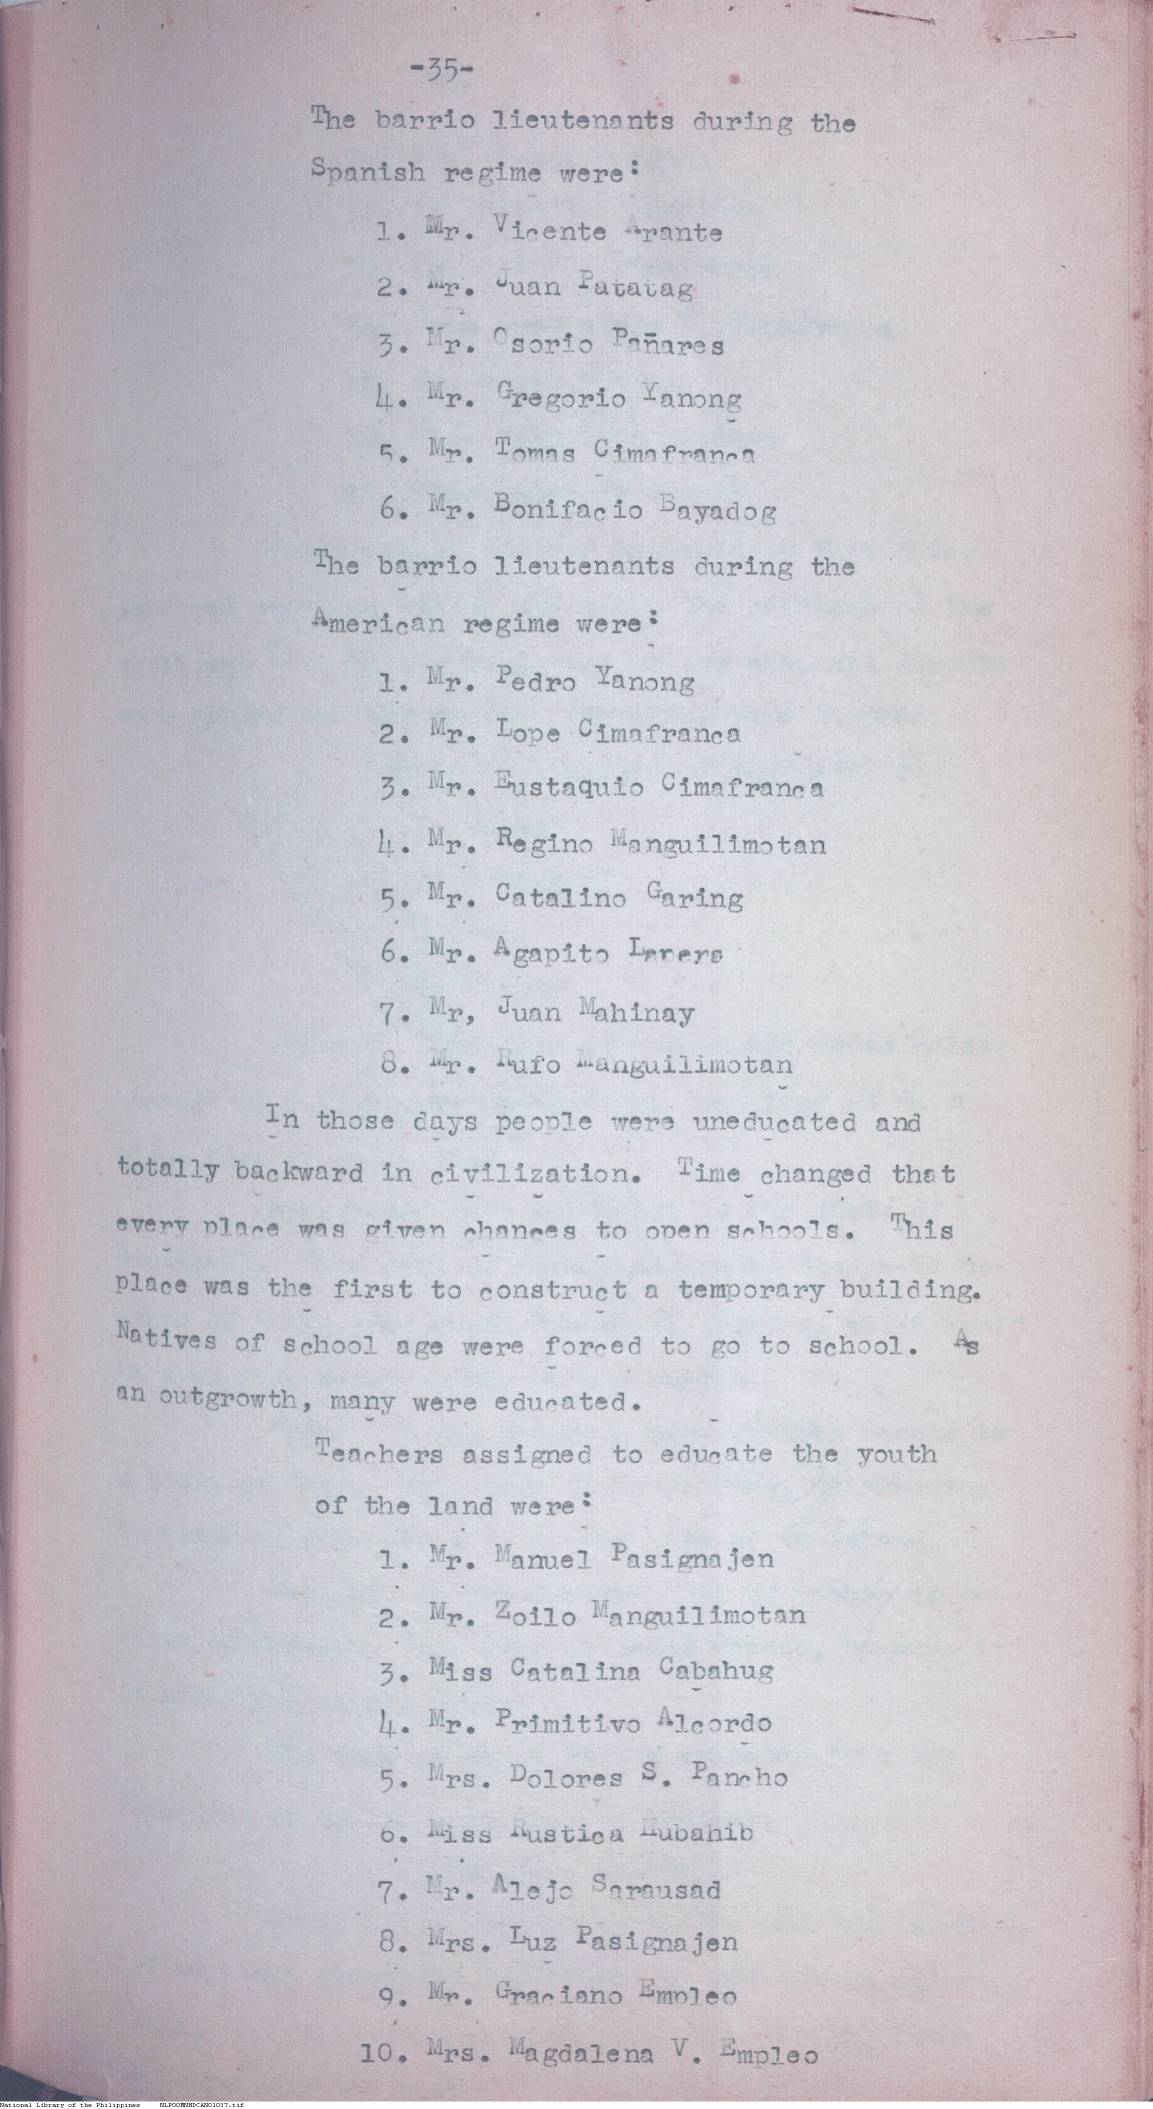 -35-
The barrio lieutenants during the
Spanish regime were:
1. Mr. Vicente Arante
2. Mr. Juan Patatag
3. Mr. Osorio Pañares
4. Mr. Gregorio Yanong
5. Mr. Tomas Cimafranca
6. Mr. Bonifacio Bayadog
The barrio lieutenants during the
American regime were:
1. Mr. Pedro Yanong
2. Mr. Lope Cimafranca
3. Mr. Eustaquio Cimafranca
4. Mr. Regino Manguilimotan
5. Mr. Catalino Garing
6. Mr. Agapito
7. Mr, Juan Mahinay
8. Mr. Rufo Manguilimotan
In those days people were uneducated and
totally backward in civilization. Time changed that
every place was given chances to open schools. This
place was the first to construct a temporary building.
Natives of school age were forced to go to school. As
an outgrowth, many were educated.
Teachers assigned to educate the youth
of the land were:
1. Mr. Manuel Pasignajen
2. Mr. Zoilo Manguilimotan
3. Miss Catalina Cabahug
4. Mr. Primitivo Alcordo
5. Mrs. Dolores S. Pancho
6. Miss Rustica Hubahib
7. Mr. Alejo Sarausad
8. Mrs. Luz Pasignajen
9. Mr. Graciano Empleo
10. Mrs. Magdalena V. Empleo
National Library of the Philippines NLPOOMNHDCAN01037.tif